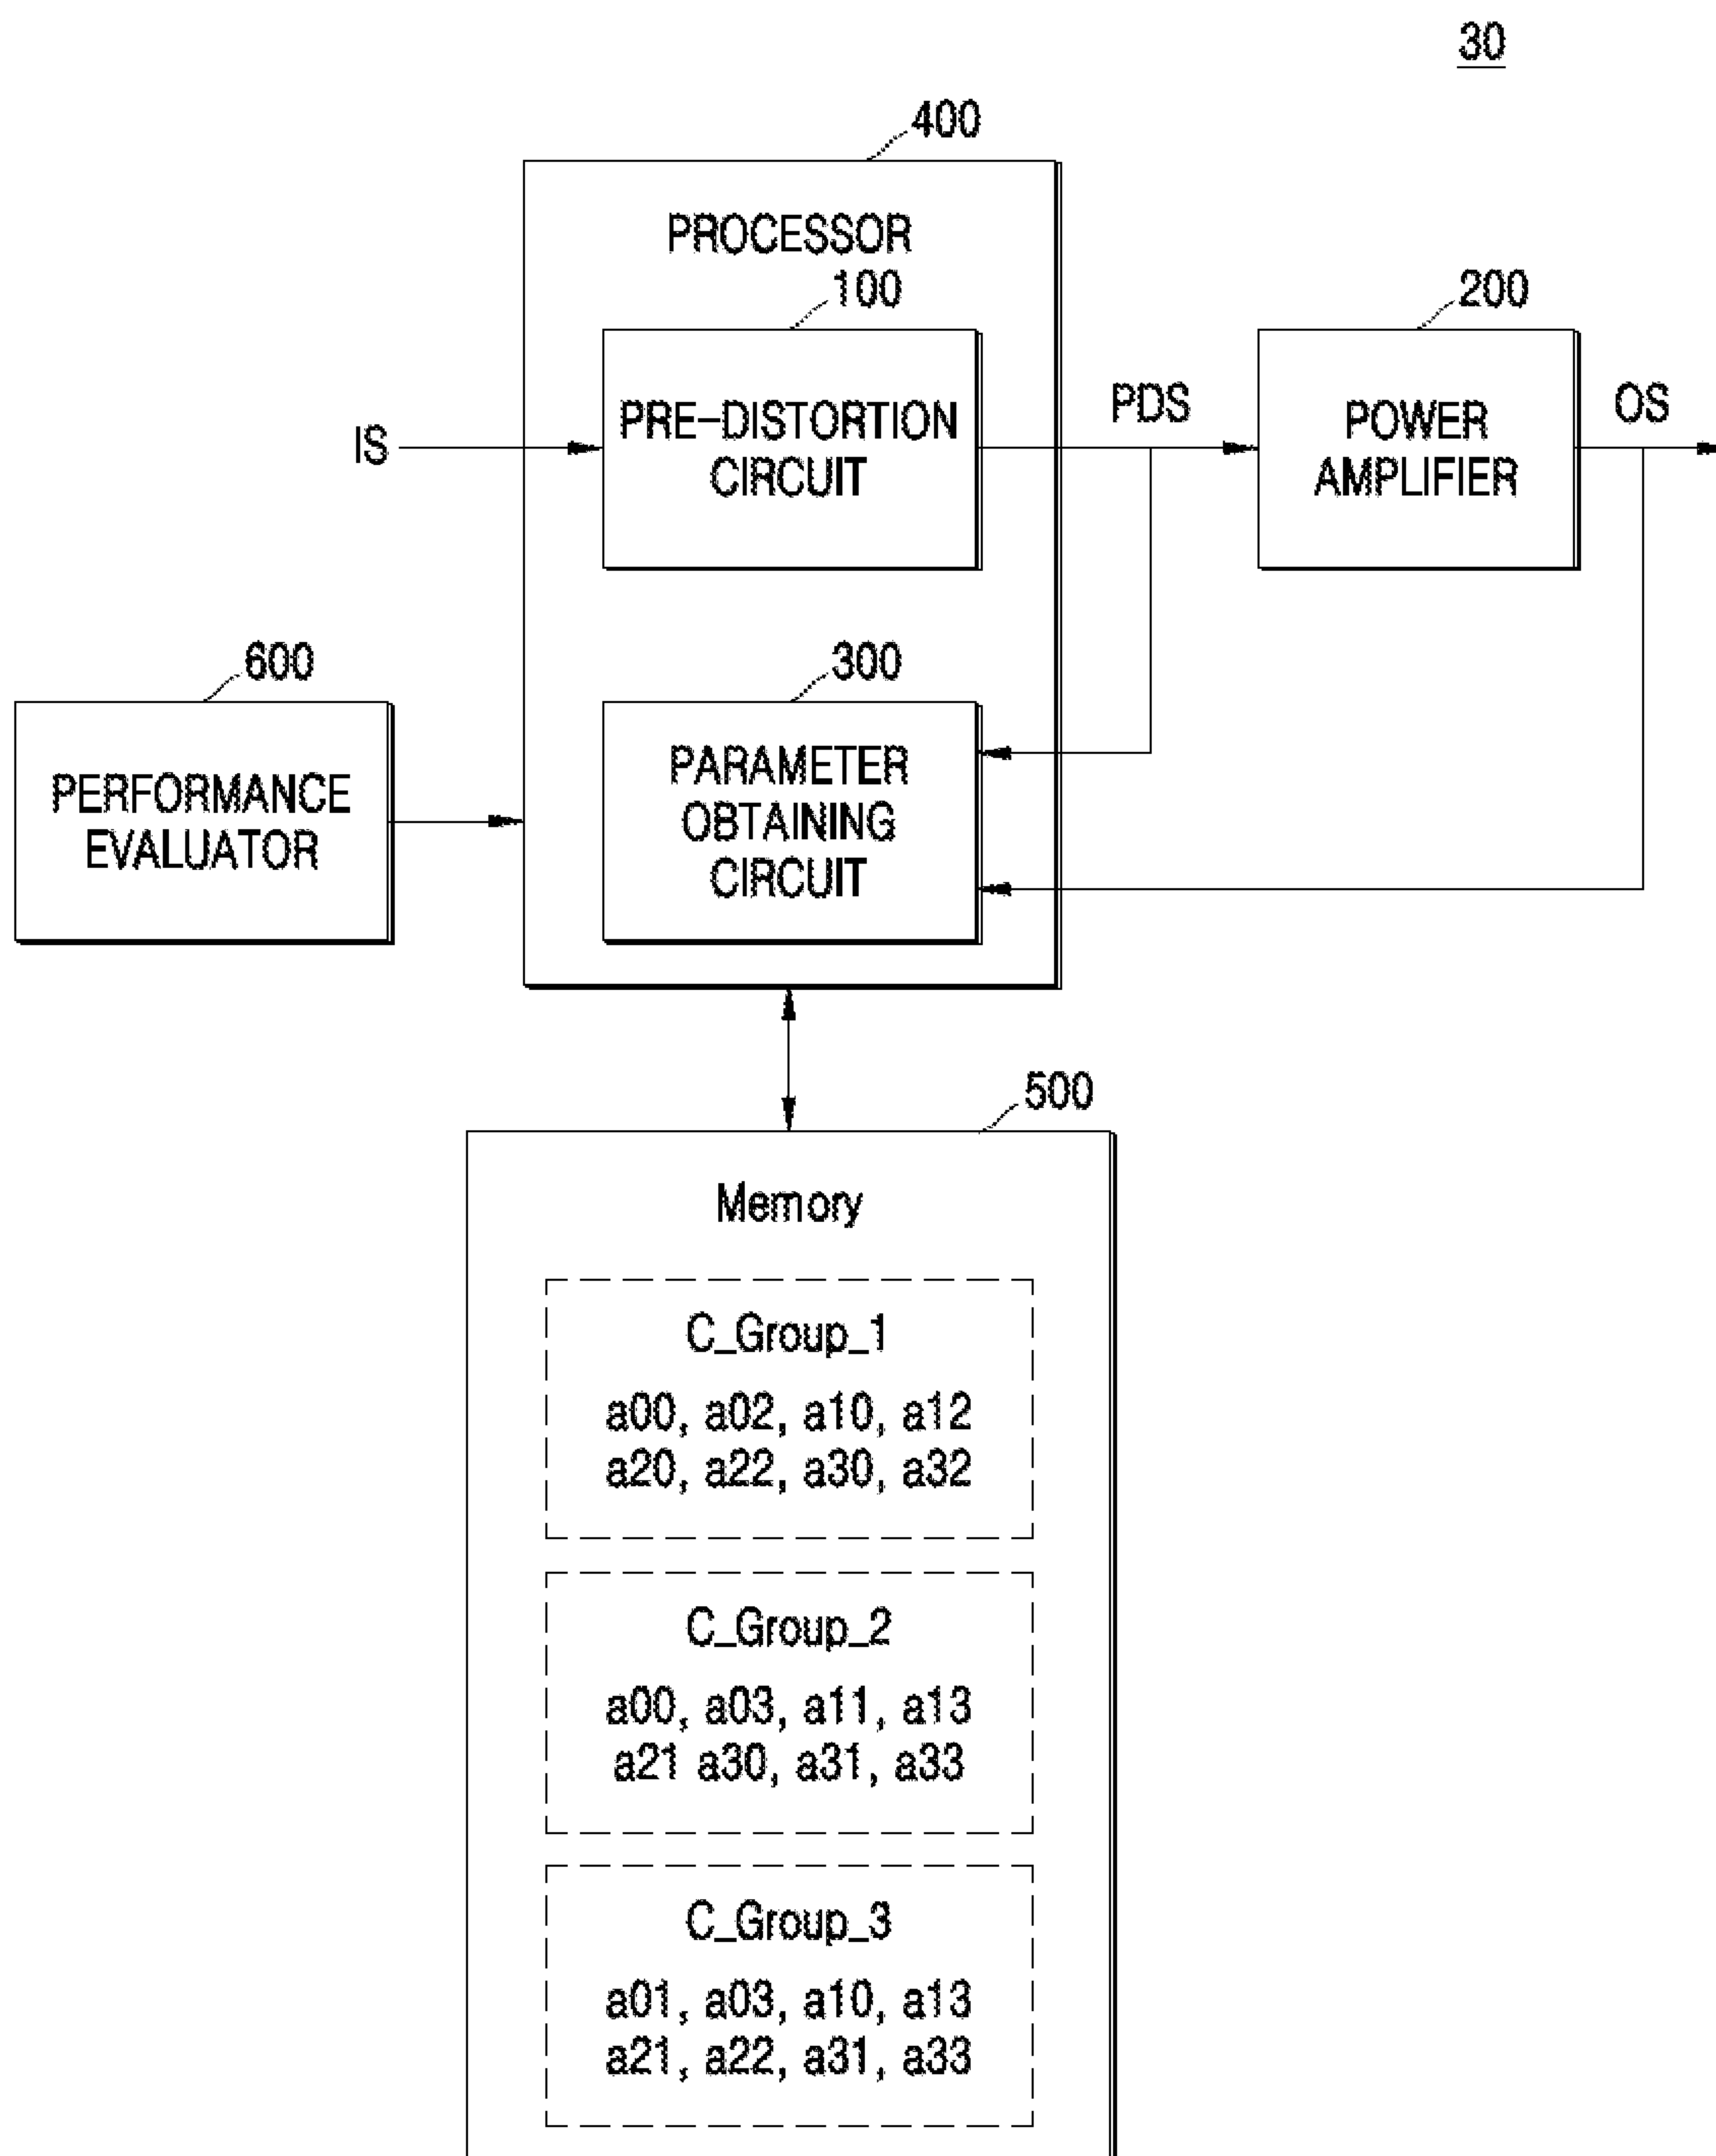 30
400
PROCESSOR
100
200
PRE-DISTORTION
CIRCUIT
IS
PDS
POWER
AMPLIFIER
OS
600
300
PERFORMANCE
EVALUATOR
PARAMETER
OBTAINING
CIRCUIT
500
Memory
C_Group_1
a00, a02, a10, a12
a20, a22, a30, a32
C_Group_2
a00, a03, a11, a13
a21 a30, a31, a33
C_Group_3
a01, a03, a10, a13
a21, a22, a31, a33